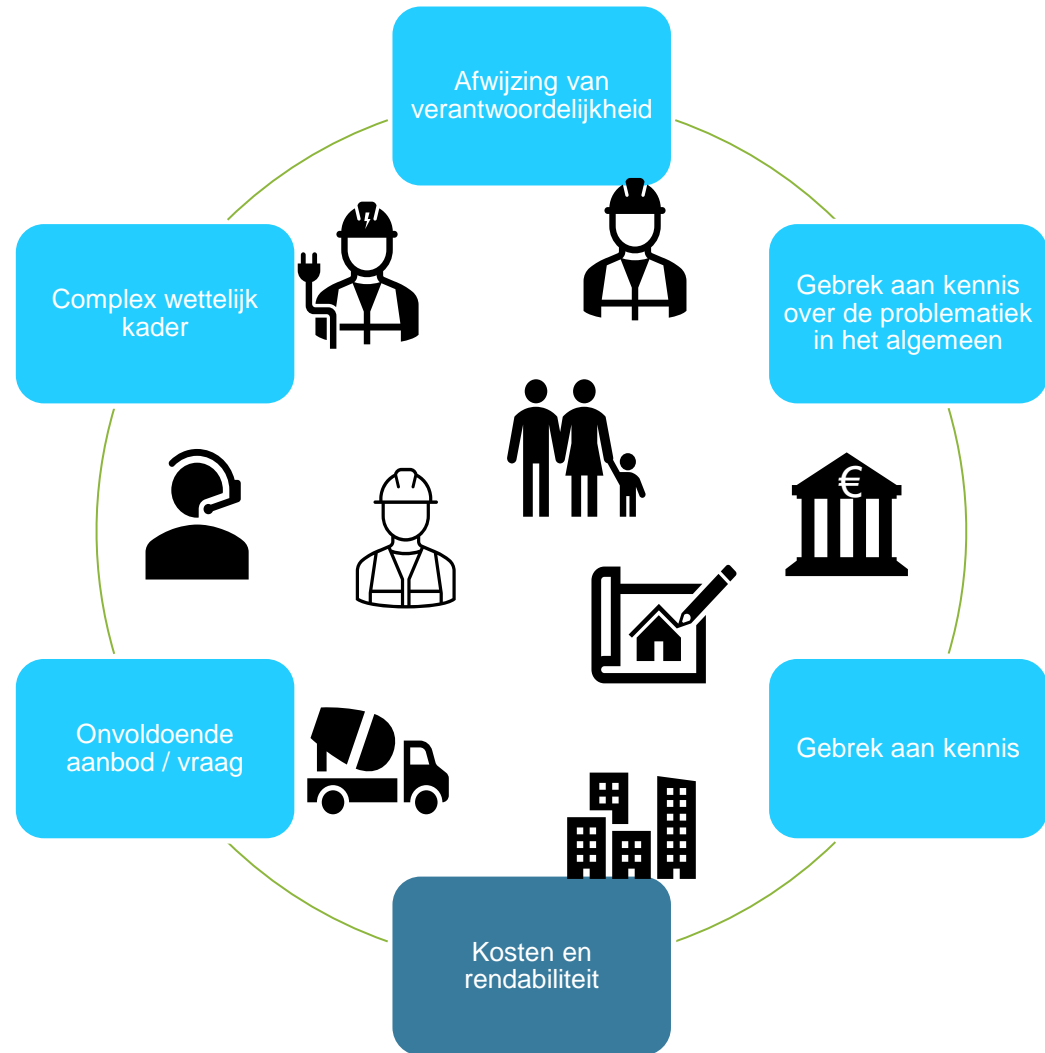 Afwijzing van
verantwoordelijkheid
Complex wettelijk
kader
Gebrek aan kennis
over de problematiek
in het algemeen
€
Onvoldoende
aanbod / vraag
Gebrek aan kennis
Kosten en
rendabiliteit